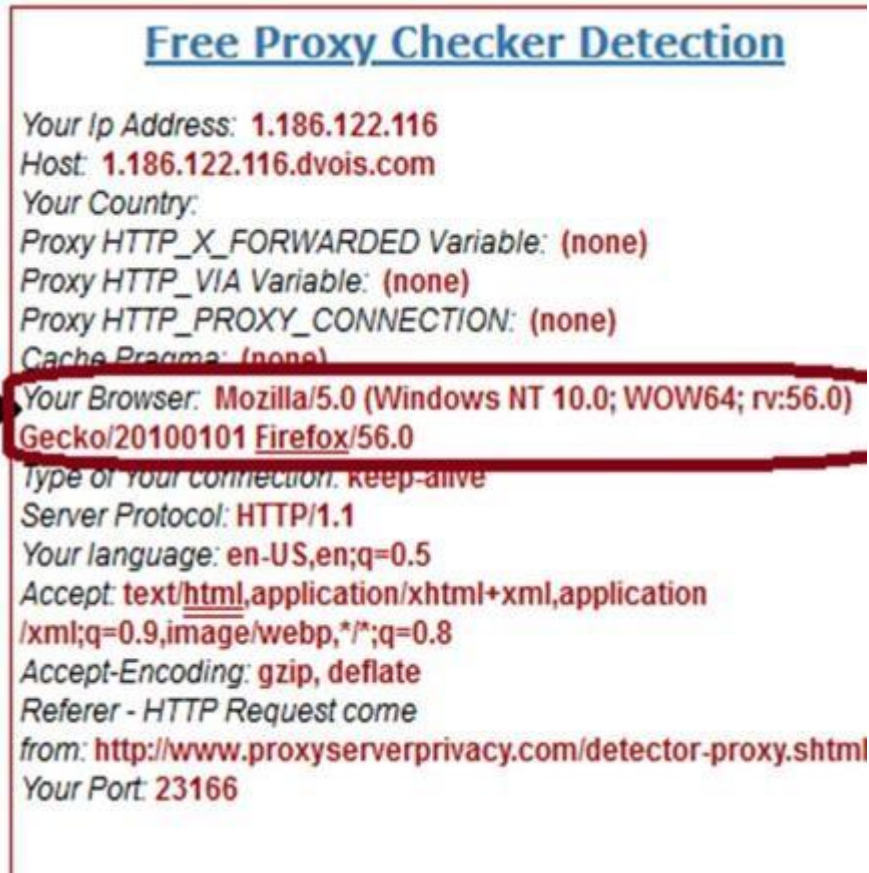 Free Proxy Checker Detection
Your Ip Address: 1.186.122.116
Host: 1.186.122.116.dvois.com
Your Country:
Proxy HTTP_X_FORWARDED Variable: (none)
Proxy HTTP_VIA Variable: (none)
Proxy HTTP_PROXY_CONNECTION: (none)
Cache Pragma: (none)
Your Browser: Mozilla/5.0 (Windows NT 10.0; WOW64; rv:56.0)
Gecko/20100101 Firefox/56.0
Type of Your connection: keep-alive
Server Protocol: HTTP/1.1
Your language: en-US,en;q=0.5
Accept: text/html,application/xhtml+xml,application
/xml;q=0.9,image/webp,*/*;q=0.8
Accept-Encoding: gzip, deflate
Referer - HTTP Request come
from: http://www.proxyserverprivacy.com/detector-proxy.shtml
Your Port: 23166